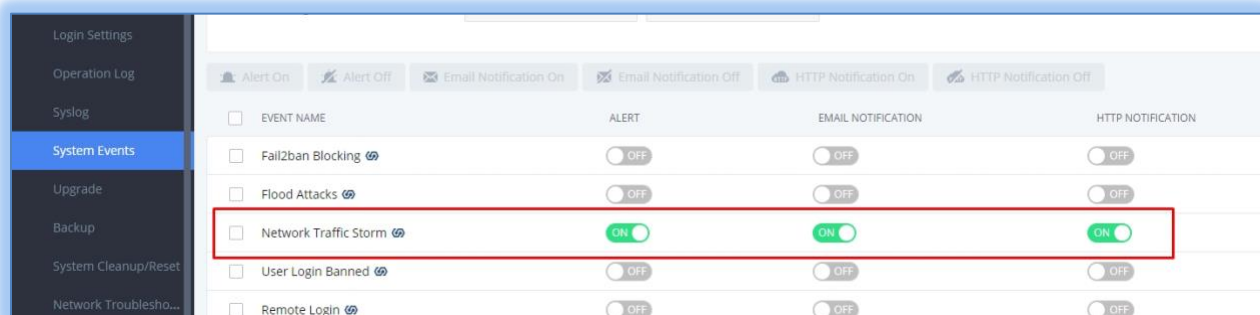 Login Settings
Operation Log
Alert On Alert Off Email Notification On Email Notification Off HTTP Notification On HTTP Notification Off
Syslog
EVENT NAME ALERT EMAIL NOTIFICATION HTTP NOTIFICATION
System Events
Fail2ban Blocking OFF OFF OFF
Upgrade
Flood Attacks OFF OFF OFF
Backup
Network Traffic Storm ON ON ON
System Cleanup/Reset
User Login Banned OFF OFF OFF
Network Troublesho...
Remote Login OFF OFF OFF